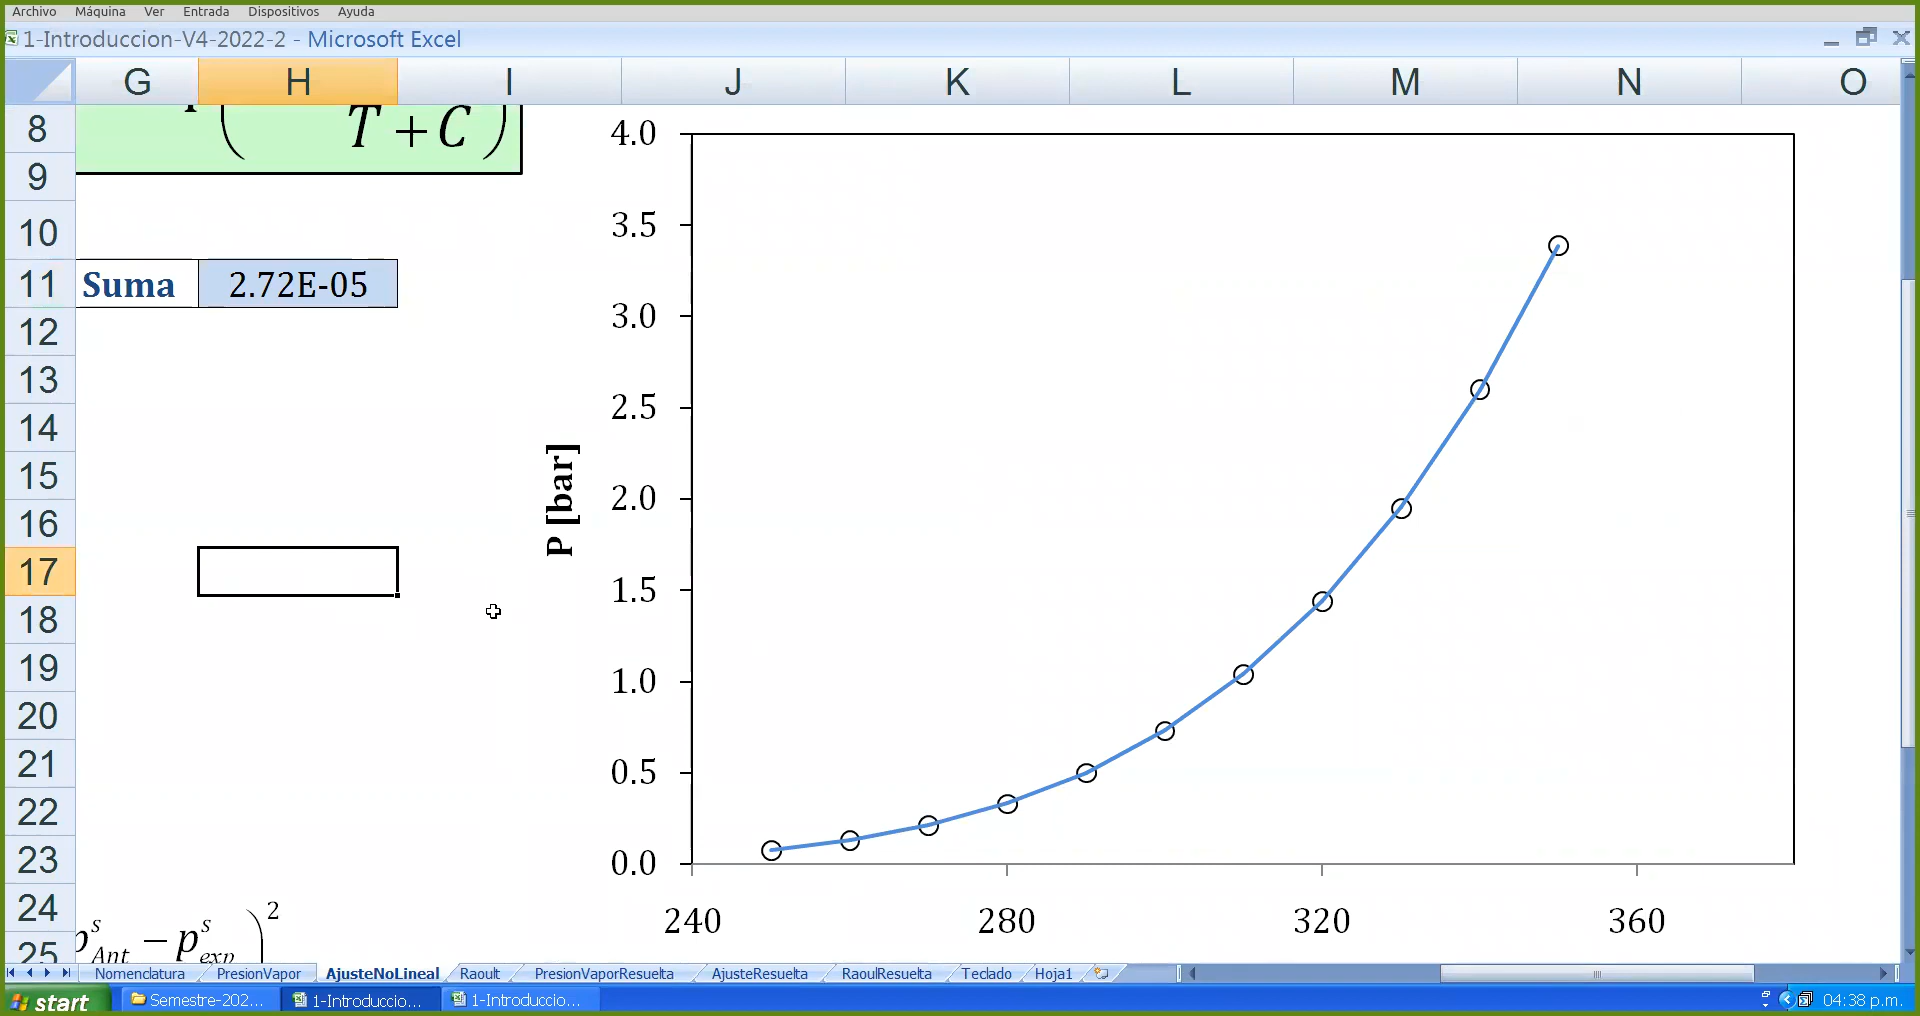 Archivo Máquina Ver Entrada Dispositivos Ayuda
1-Introduccion-V4-2022-2 - Microsoft Excel
G H I J K L M N O
8
9
10
11
12
13
14
15
16
17
18
19
20
21
22
23
24
25
T + C
Suma 2.72E-05
4.0
3.5
3.0
2.5
2.0
1.5
1.0
0.5
0.0
P [bar]
240 280 320 360
p^s_Ant − p^s_exp )^2
Nomenclatura PresionVapor AjusteNoLineal Raoult PresionVaporResuelta AjusteResuelta RaoulResuelta Teclado Hoja1
start Semestre-202... 1-Introduccio... 1-Introduccio... 04:38 p.m.